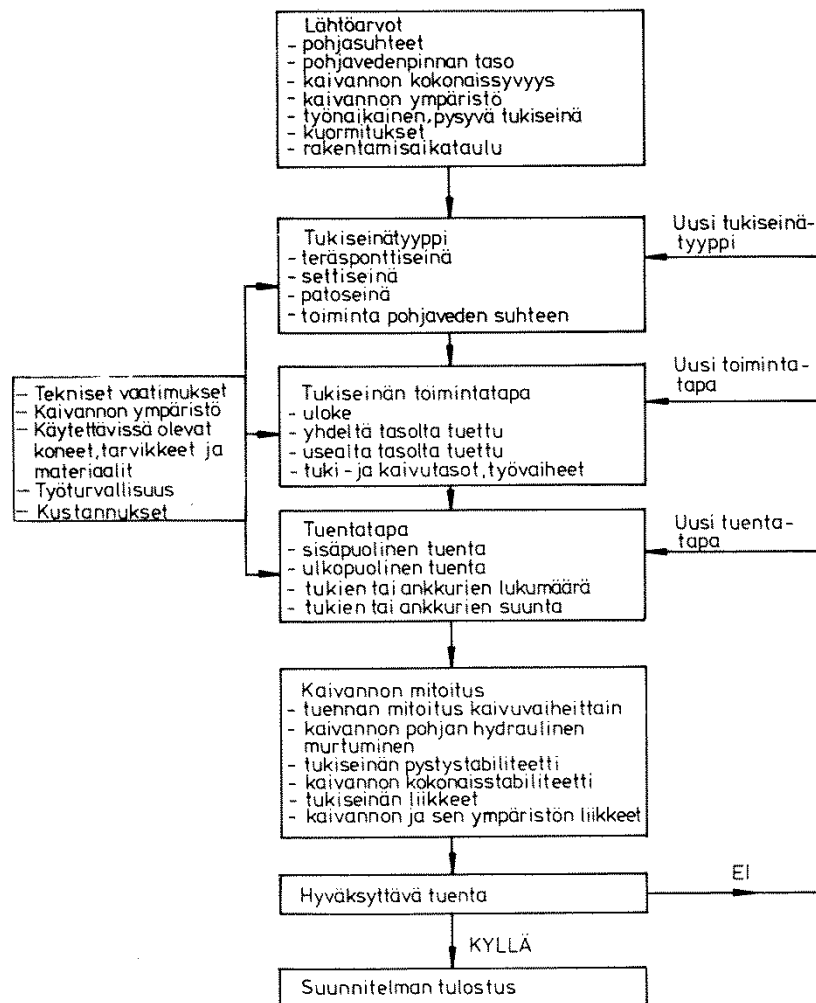 Lähtöarvot
- pohjasuhteet
- pohjavedenpinnan taso
- kaivannon kokonaissyvyys
- kaivannon ympäristö
- työnaikainen, pysyvä tukiseinä
- kuormitukset
- rakentamisaikataulu
Tukiseinätyyppi
- teräsponttiseinä
- settiseinä
- patoseinä
- toiminta pohjaveden suhteen
Uusi tukiseinä-
tyyppi
- Tekniset vaatimukset
- Kaivannon ympäristö
- Käytettävissä olevat
koneet, tarvikkeet ja
materiaalit
- Työturvallisuus
- Kustannukset
Tukiseinän toimintatapa
- uloke
- yhdeltä tasolta tuettu
- usealta tasolta tuettu
- tuki- ja kaivutasot, työvaiheet
Uusi toiminta-
tapa
Tuentatapa
- sisäpuolinen tuenta
- ulkopuolinen tuenta
- tukien tai ankkurien lukumäärä
- tukien tai ankkurien suunta
Uusi tuenta-
tapa
Kaivannon mitoitus
- tuennan mitoitus kaivuvaiheittain
- kaivannon pohjan hydraulinen
murtuminen
- tukiseinän pystystabiliteetti
- kaivannon kokonaisstabiliteetti
- tukiseinän liikkeet
- kaivannon ja sen ympäristön liikkeet
Hyväksyttävä tuenta
EI
KYLLÄ
Suunnitelman tulostus